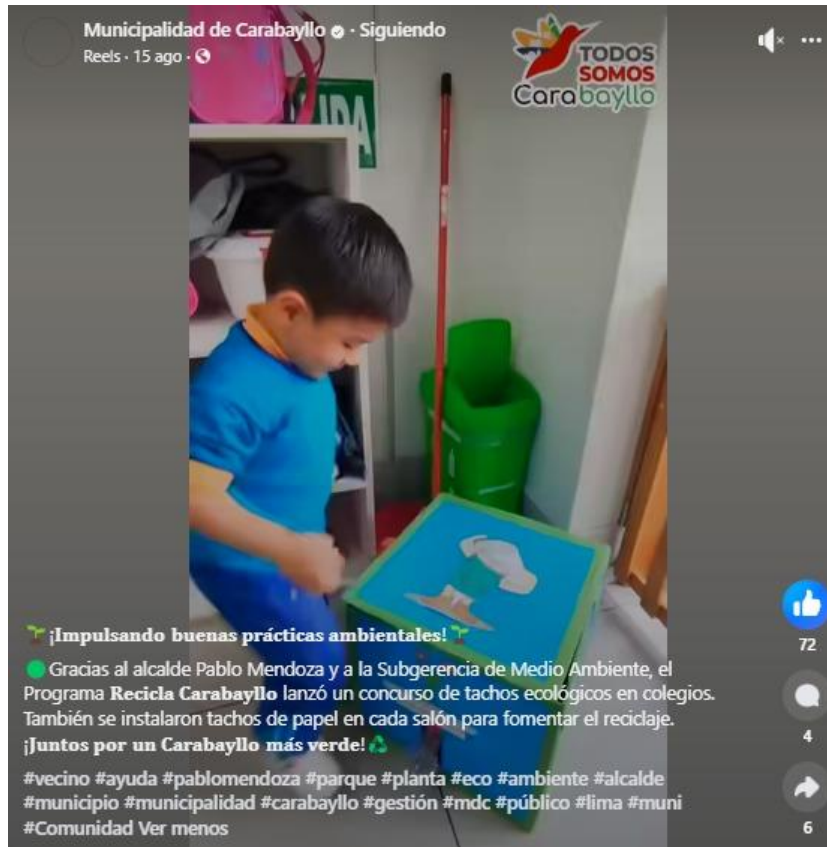 Municipalidad de Carabayllo · Siguiendo
Reels · 15 ago ·
TODOS
SOMOS
Carabayllo
IDA
🌱¡Impulsando buenas prácticas ambientales!🌱
🟢Gracias al alcalde Pablo Mendoza y a la Subgerencia de Medio Ambiente, el
Programa Recicla Carabayllo lanzó un concurso de tachos ecológicos en colegios.
También se instalaron tachos de papel en cada salón para fomentar el reciclaje.
¡Juntos por un Carabayllo más verde!♻️
#vecino #ayuda #pablomendoza #parque #planta #eco #ambiente #alcalde
#municipio #municipalidad #carabayllo #gestión #mdc #público #lima #muni
#Comunidad Ver menos
72
4
6